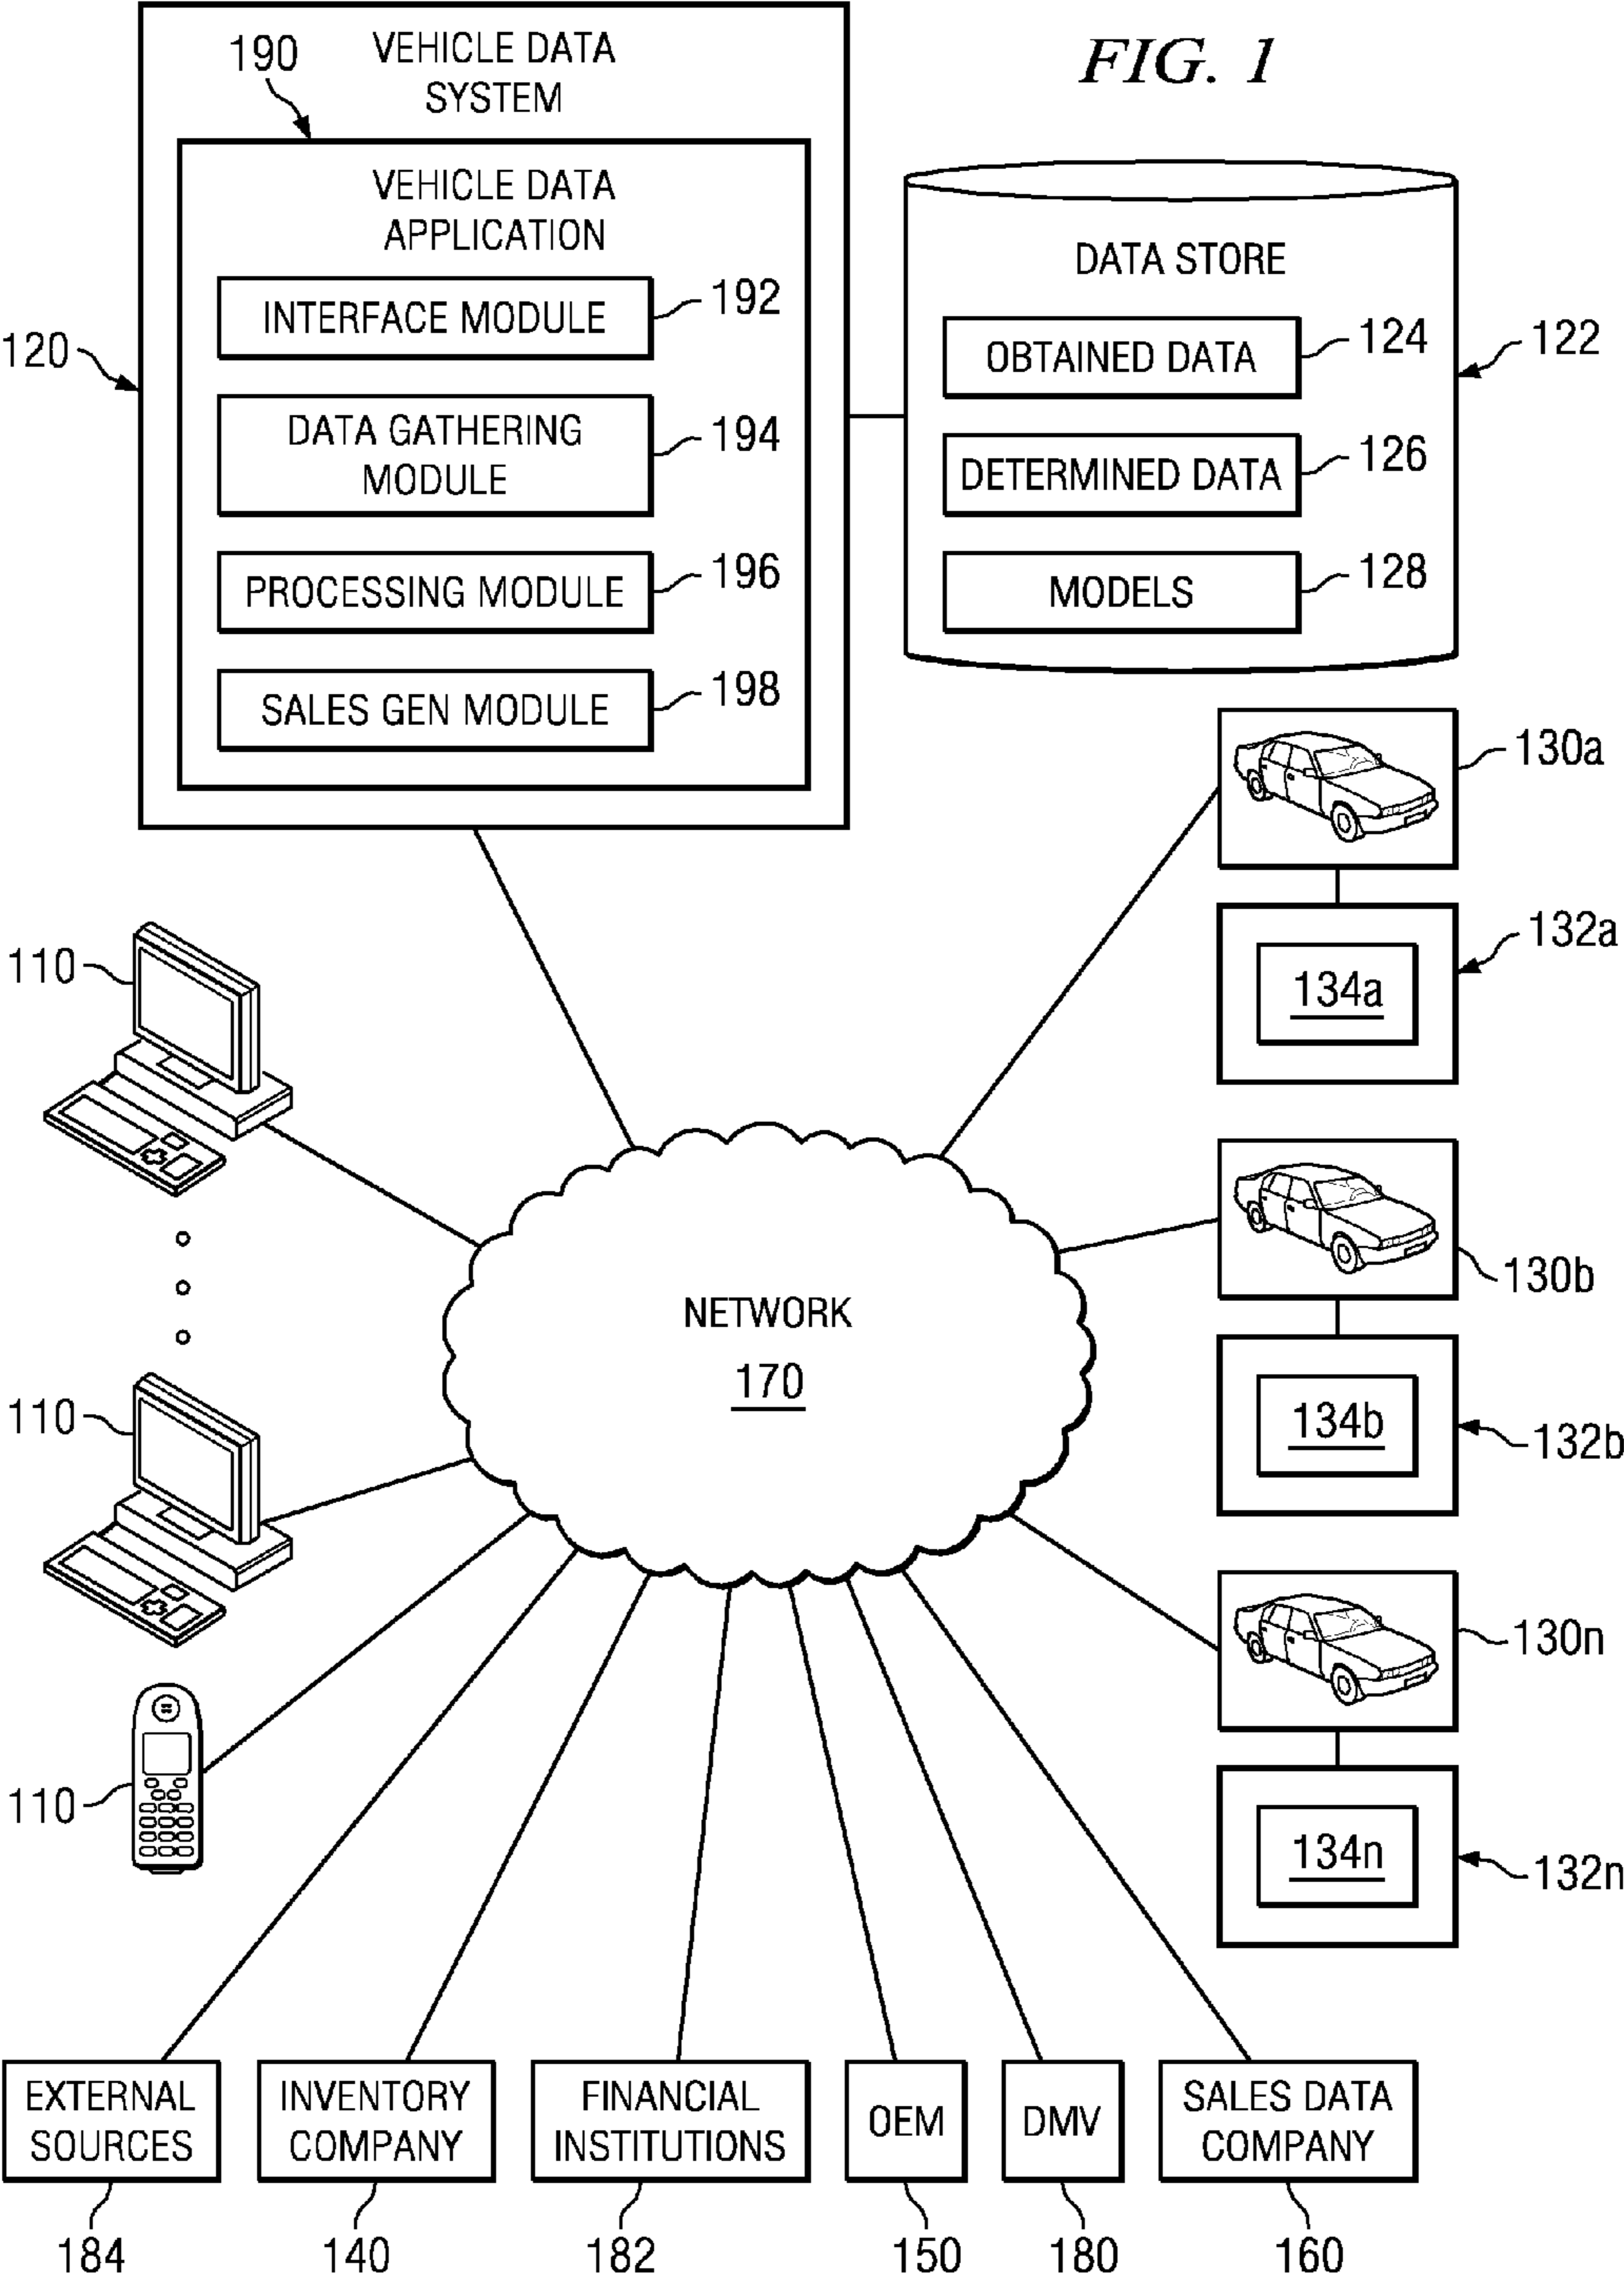 FIG. 1
VEHICLE DATA
SYSTEM
190
VEHICLE DATA
APPLICATION
INTERFACE MODULE
192
DATA GATHERING
MODULE
194
PROCESSING MODULE
196
SALES GEN MODULE
198
120
DATA STORE
OBTAINED DATA
124
DETERMINED DATA
126
MODELS
128
122
130a
132a
134a
110
130b
NETWORK
170
110
134b
132b
130n
110
134n
132n
EXTERNAL
SOURCES
184
INVENTORY
COMPANY
140
FINANCIAL
INSTITUTIONS
182
OEM
150
DMV
180
SALES DATA
COMPANY
160